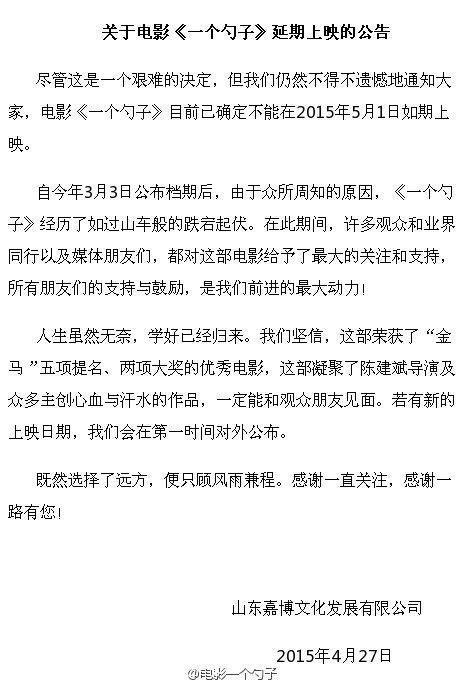 关于电影《一个勺子》延期上映的公告
尽管这是一个艰难的决定，但我们仍然不得不遗憾地通知大
家，电影《一个勺子》目前已确定不能在2015年5月1日如期上
映。
自今年3月3日公布档期后，由于众所周知的原因，《一个勺
子》经历了如过山车般的跌宕起伏。在此期间，许多观众和业界
同行以及媒体朋友们，都对这部电影给予了最大的关注和支持，
所有朋友们的支持与鼓励，是我们前进的最大动力！
人生虽然无奈，学好已经归来。我们坚信，这部荣获了“金
马”五项提名、两项大奖的优秀电影，这部凝聚了陈建斌导演及
众多主创心血与汗水的作品，一定能和观众朋友见面。若有新的
上映日期，我们会在第一时间对外公布。
既然选择了远方，便只顾风雨兼程。感谢一直关注，感谢一
路有您！
山东嘉博文化发展有限公司
2015年4月27日
@电影一个勺子